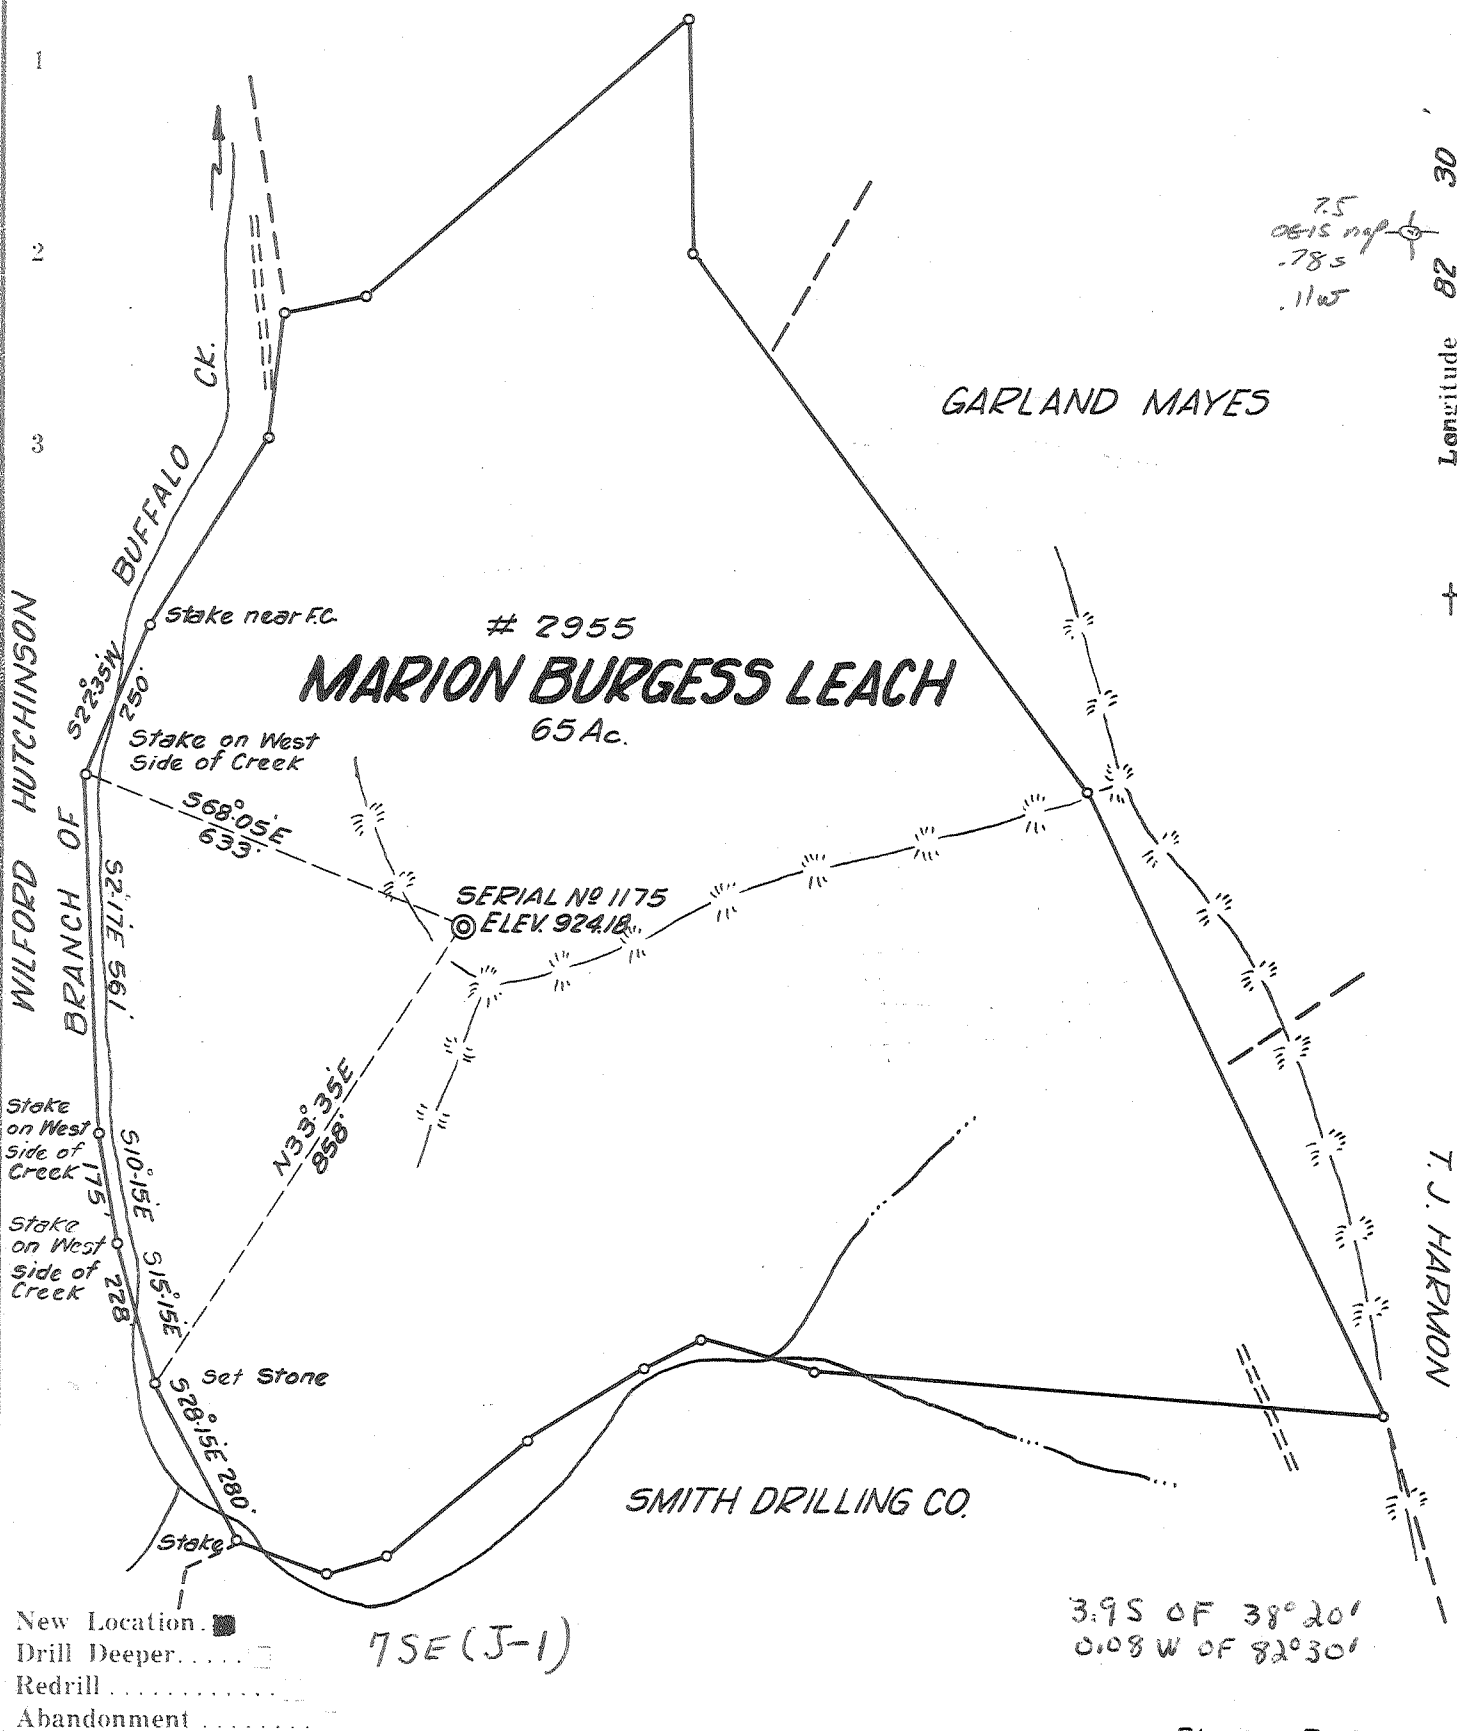 1
2
3
N
BUFFALO CK.
BRANCH OF
WILFORD HUTCHINSON
7.5
.78 s
.11 w
Longitude 82 30 '
GARLAND MAYES
Stake near F.C.
# 2955
MARION BURGESS LEACH
65 Ac.
S22°-35'W
250'
Stake on West
Side of Creek
S68°-05'E
633'
SERIAL Nº 1175
ELEV. 924.18
S2°-17'E 561'
N33°-35'E
858'
Stake
on West
side of
Creek
175'
S10°-15'E
Stake
on West
side of
Creek
228'
S15°-15'E
Set Stone
S28°-15'E 280'
Stake
T. J. HARMON
SMITH DRILLING CO.
New Location.
Drill Deeper.....
Redrill ............
Abandonment ........
7SE (J-1)
3.9S OF 38° 20'
0.08 W OF 82° 30'